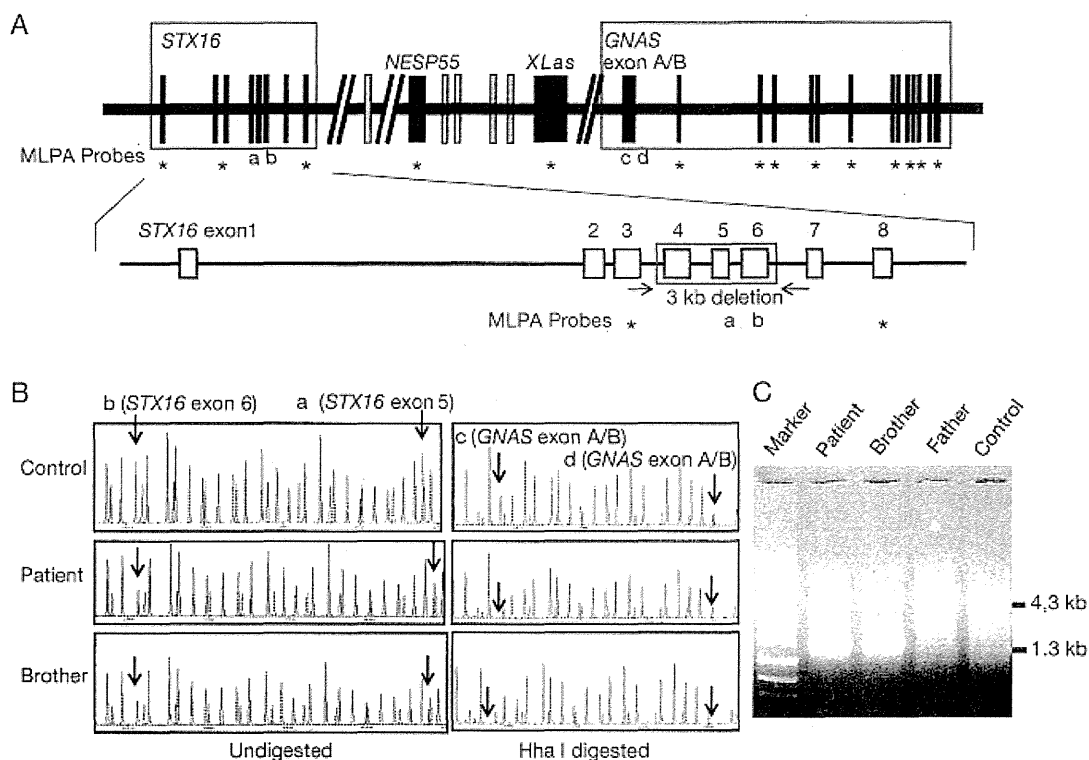 A
STX16
NESP55
XLas
GNAS
exon A/B
MLPA Probes * * a b * * * c d * * * * * * * * *
STX16 exon1 2 3 4 5 6 7 8
3 kb deletion
MLPA Probes * a b *
B
b (STX16 exon 6) a (STX16 exon 5)
Control
c (GNAS exon A/B)
d (GNAS exon A/B)
Patient
Brother
Undigested
Hha I digested
C
Marker
Patient
Brother
Father
Control
4,3 kb
1.3 kb